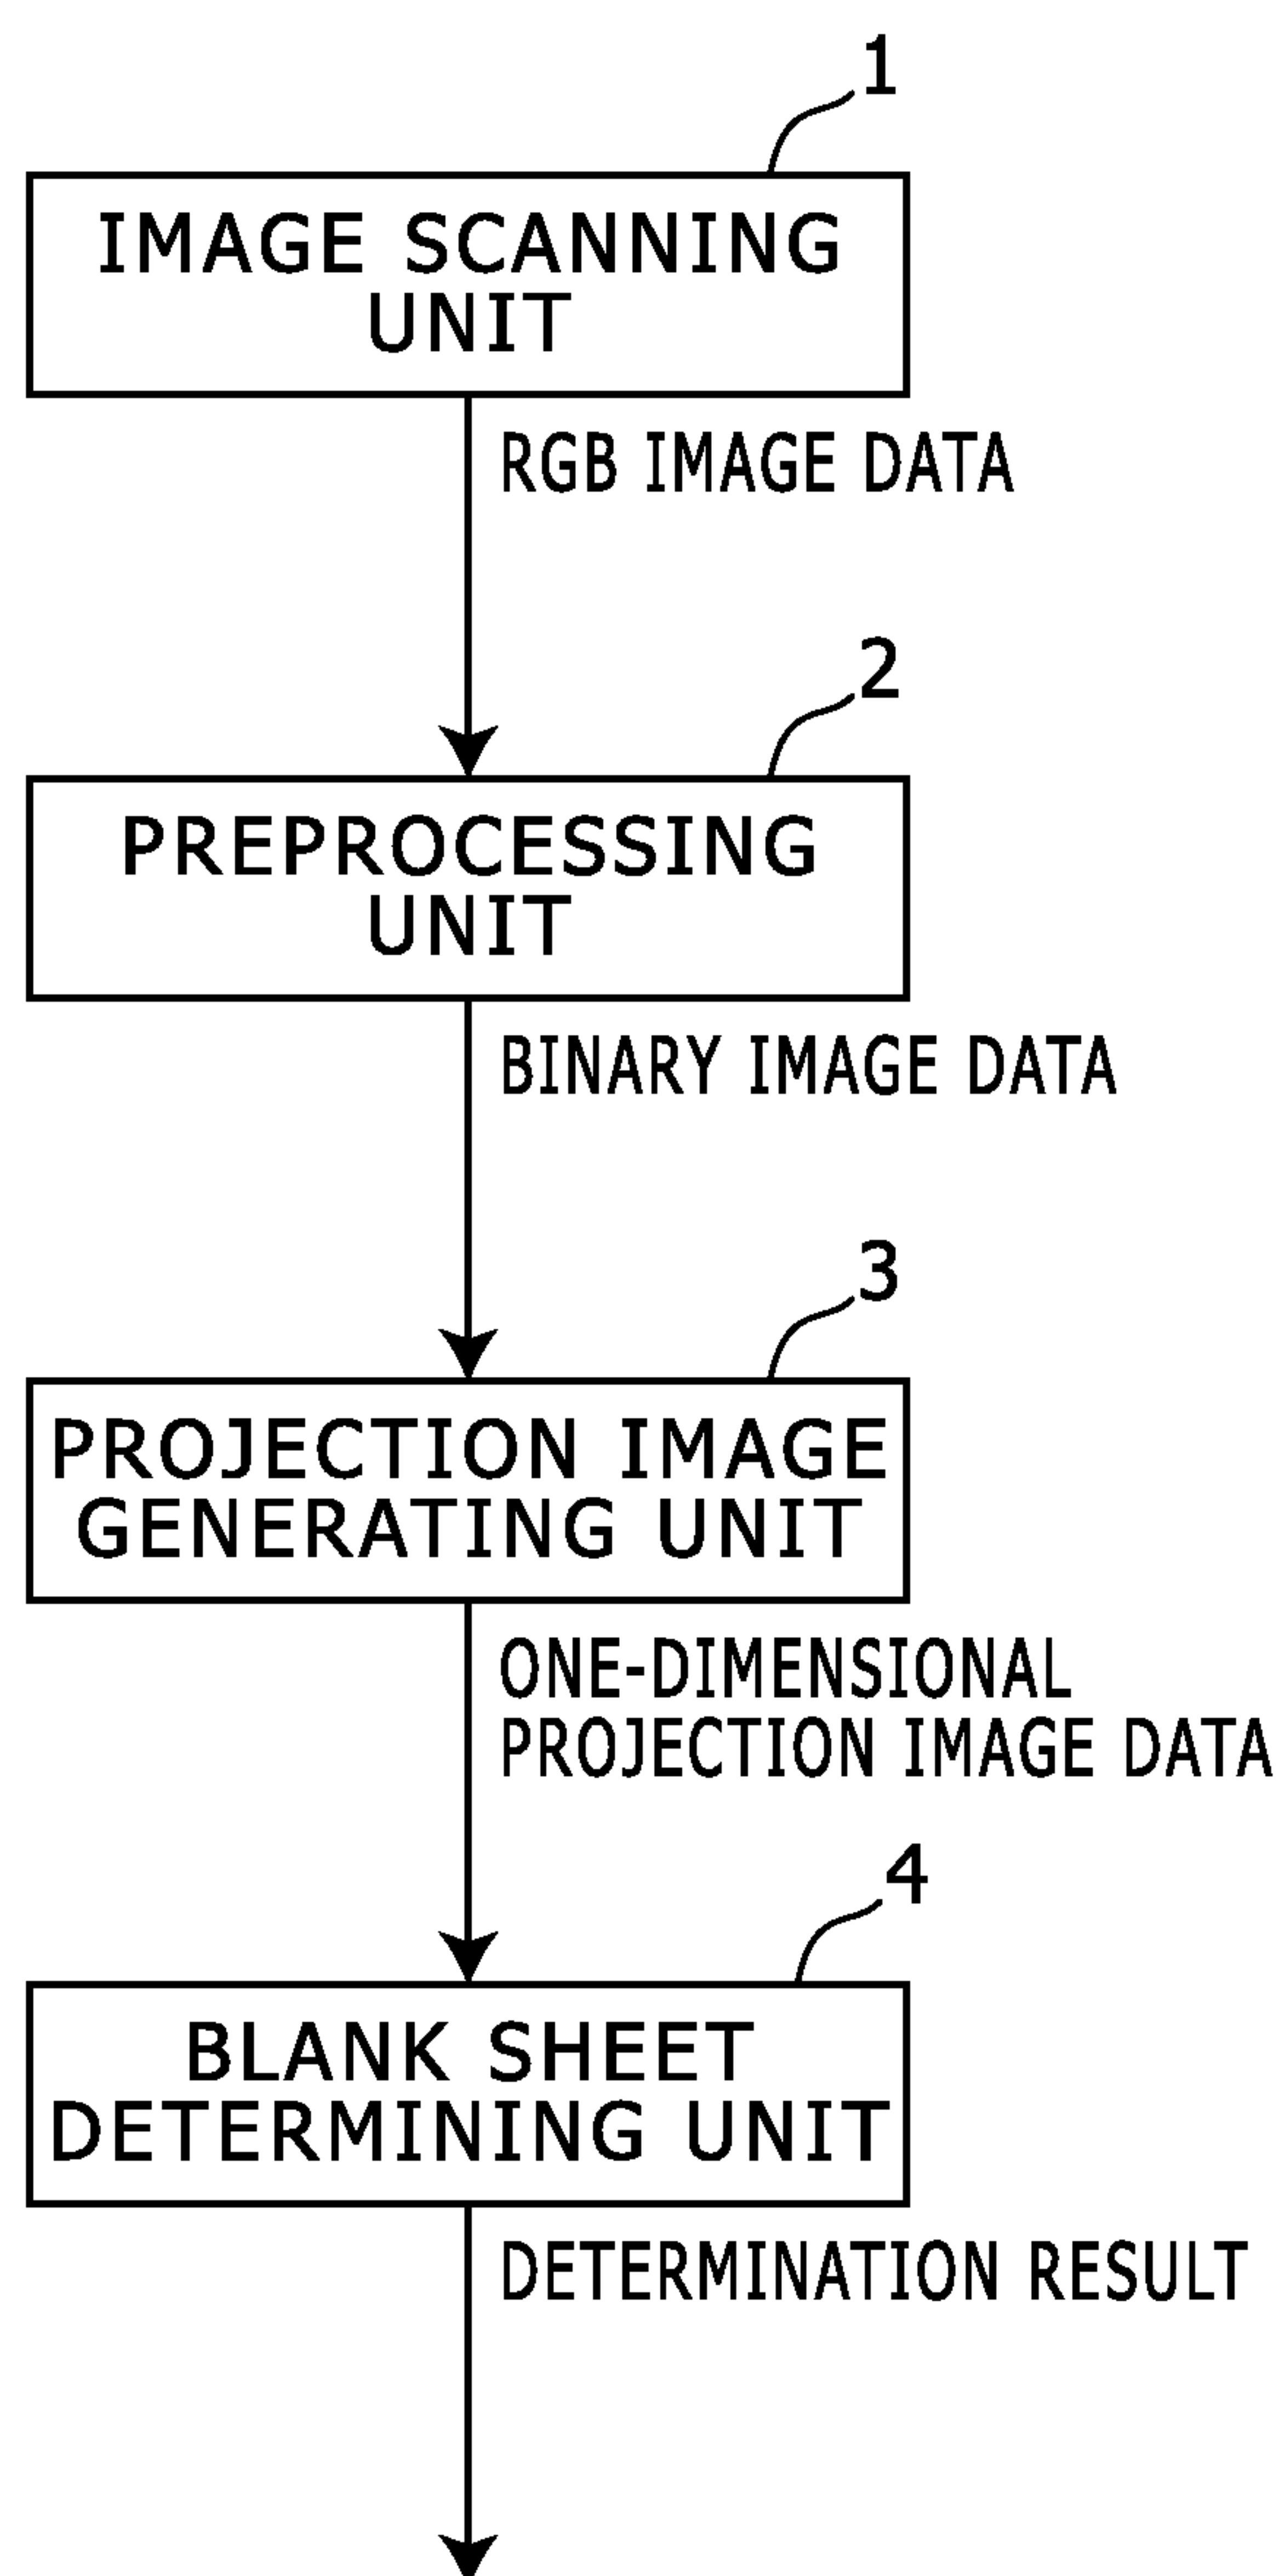 1
IMAGE SCANNING
UNIT
RGB IMAGE DATA
2
PREPROCESSING
UNIT
BINARY IMAGE DATA
3
PROJECTION IMAGE
GENERATING UNIT
ONE-DIMENSIONAL
PROJECTION IMAGE DATA
4
BLANK SHEET
DETERMINING UNIT
DETERMINATION RESULT